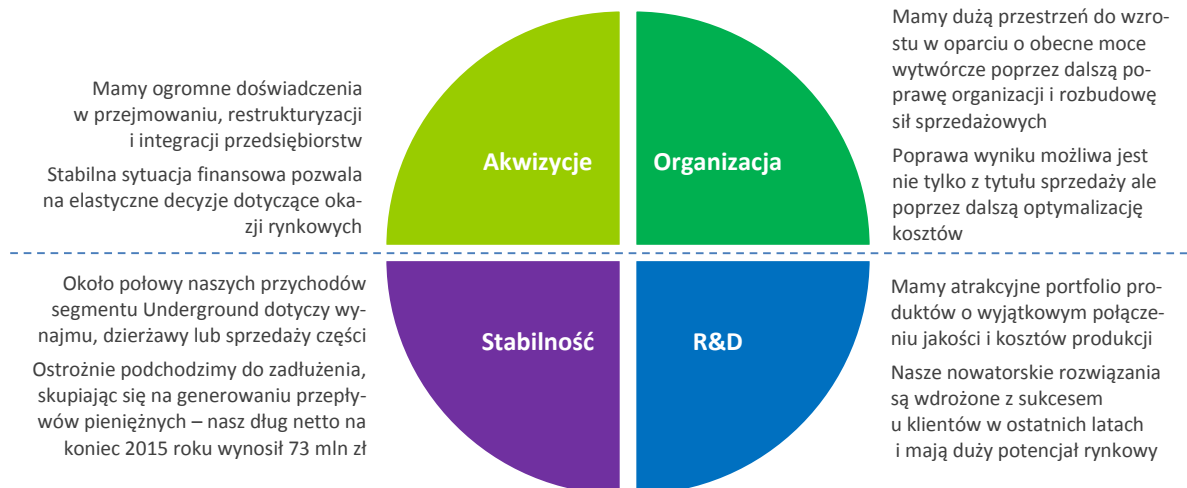 Mamy ogromne doświadczenia
w przejmowaniu, restrukturyzacji
i integracji przedsiębiorstw
Stabilna sytuacja finansowa pozwala
na elastyczne decyzje dotyczące oka-
zji rynkowych
Akwizycje
Organizacja
Mamy dużą przestrzeń do wzro-
stu w oparciu o obecne moce
wytwórcze poprzez dalszą po-
prawę organizacji i rozbudowę
sił sprzedażowych
Poprawa wyniku możliwa jest
nie tylko z tytułu sprzedaży ale
poprzez dalszą optymalizację
kosztów
Około połowy naszych przychodów
segmentu Underground dotyczy wy-
najmu, dzierżawy lub sprzedaży części
Ostrożnie podchodzimy do zadłużenia,
skupiając się na generowaniu przepły-
wów pieniężnych – nasz dług netto na
koniec 2015 roku wynosił 73 mln zł
Stabilność
R&D
Mamy atrakcyjne portfolio pro-
duktów o wyjątkowym połącze-
niu jakości i kosztów produkcji
Nasze nowatorskie rozwiązania
są wdrożone z sukcesem
u klientów w ostatnich latach
i mają duży potencjał rynkowy